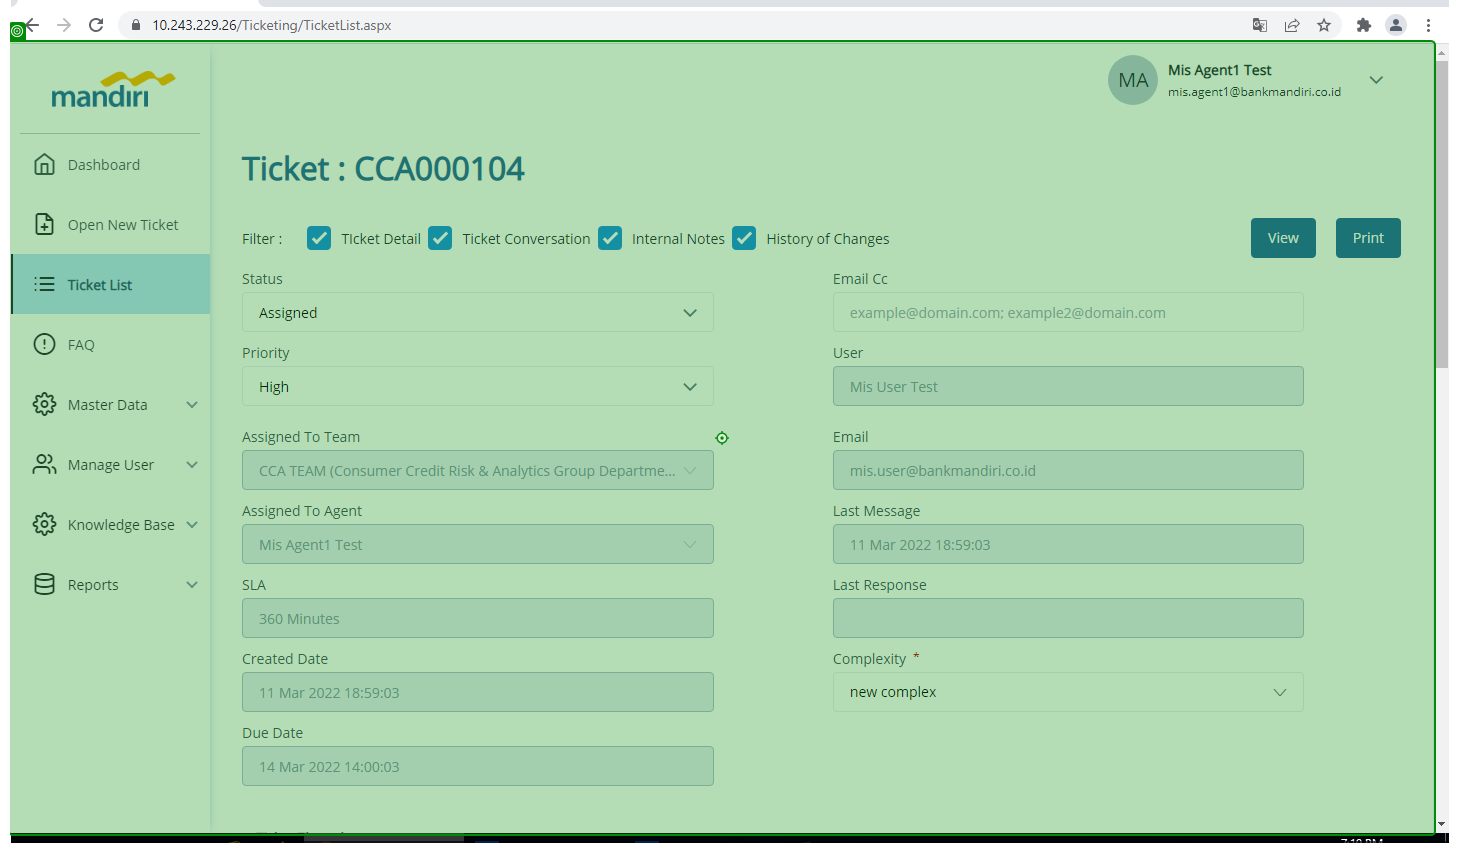 10.243.229.26/Ticketing/TicketList.aspx
mandiri
MA
Mis Agent1 Test
mis.agent1@bankmandiri.co.id
Dashboard
Open New Ticket
Ticket List
FAQ
Master Data
Manage User
Knowledge Base
Reports
Ticket : CCA000104
Filter :
TIcket Detail
Ticket Conversation
Internal Notes
History of Changes
View
Print
Status
Assigned
Priority
High
Assigned To Team
CCA TEAM (Consumer Credit Risk & Analytics Group Departme...
Assigned To Agent
Mis Agent1 Test
SLA
360 Minutes
Created Date
11 Mar 2022 18:59:03
Due Date
14 Mar 2022 14:00:03
Email Cc
example@domain.com; example2@domain.com
User
Mis User Test
Email
mis.user@bankmandiri.co.id
Last Message
11 Mar 2022 18:59:03
Last Response
Complexity *
new complex